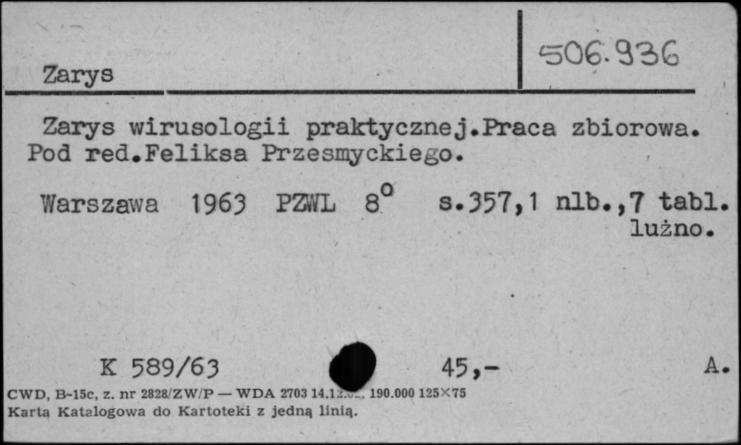 506.936
Zarys
Zarys wirusologii praktycznej.Praca zbiorowa.
Pod red.Feliksa Przesmyckiego.
Warszawa 1963 PZWL 8° s.357,1 nlb.,7 tabl.
luźno.
K 589/63 45,- A.
CWD, B-15c, z. nr 2828/ZW/P — WDA 2703 190.000 125×75
Karta Katalogowa do Kartoteki z jedną linią.